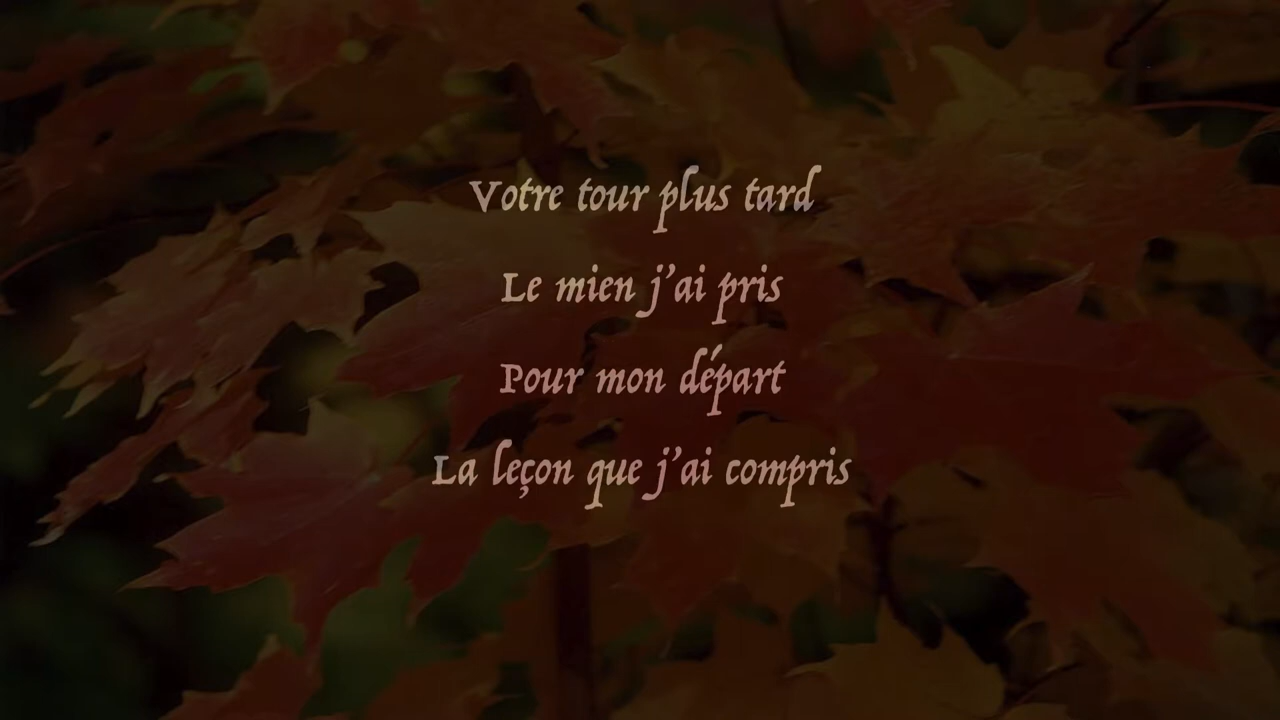 Votre tour plus tard
Le mien j'ai pris
Pour mon départ
La leçon que j'ai compris